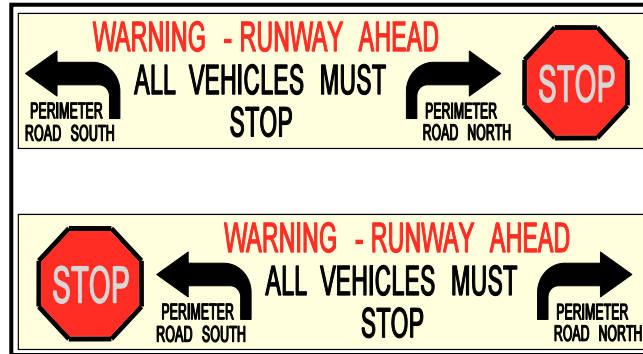 WARNING - RUNWAY AHEAD
ALL VEHICLES MUST
STOP
PERIMETER
ROAD SOUTH
PERIMETER
ROAD NORTH
STOP
STOP
WARNING - RUNWAY AHEAD
ALL VEHICLES MUST
STOP
PERIMETER
ROAD SOUTH
PERIMETER
ROAD NORTH